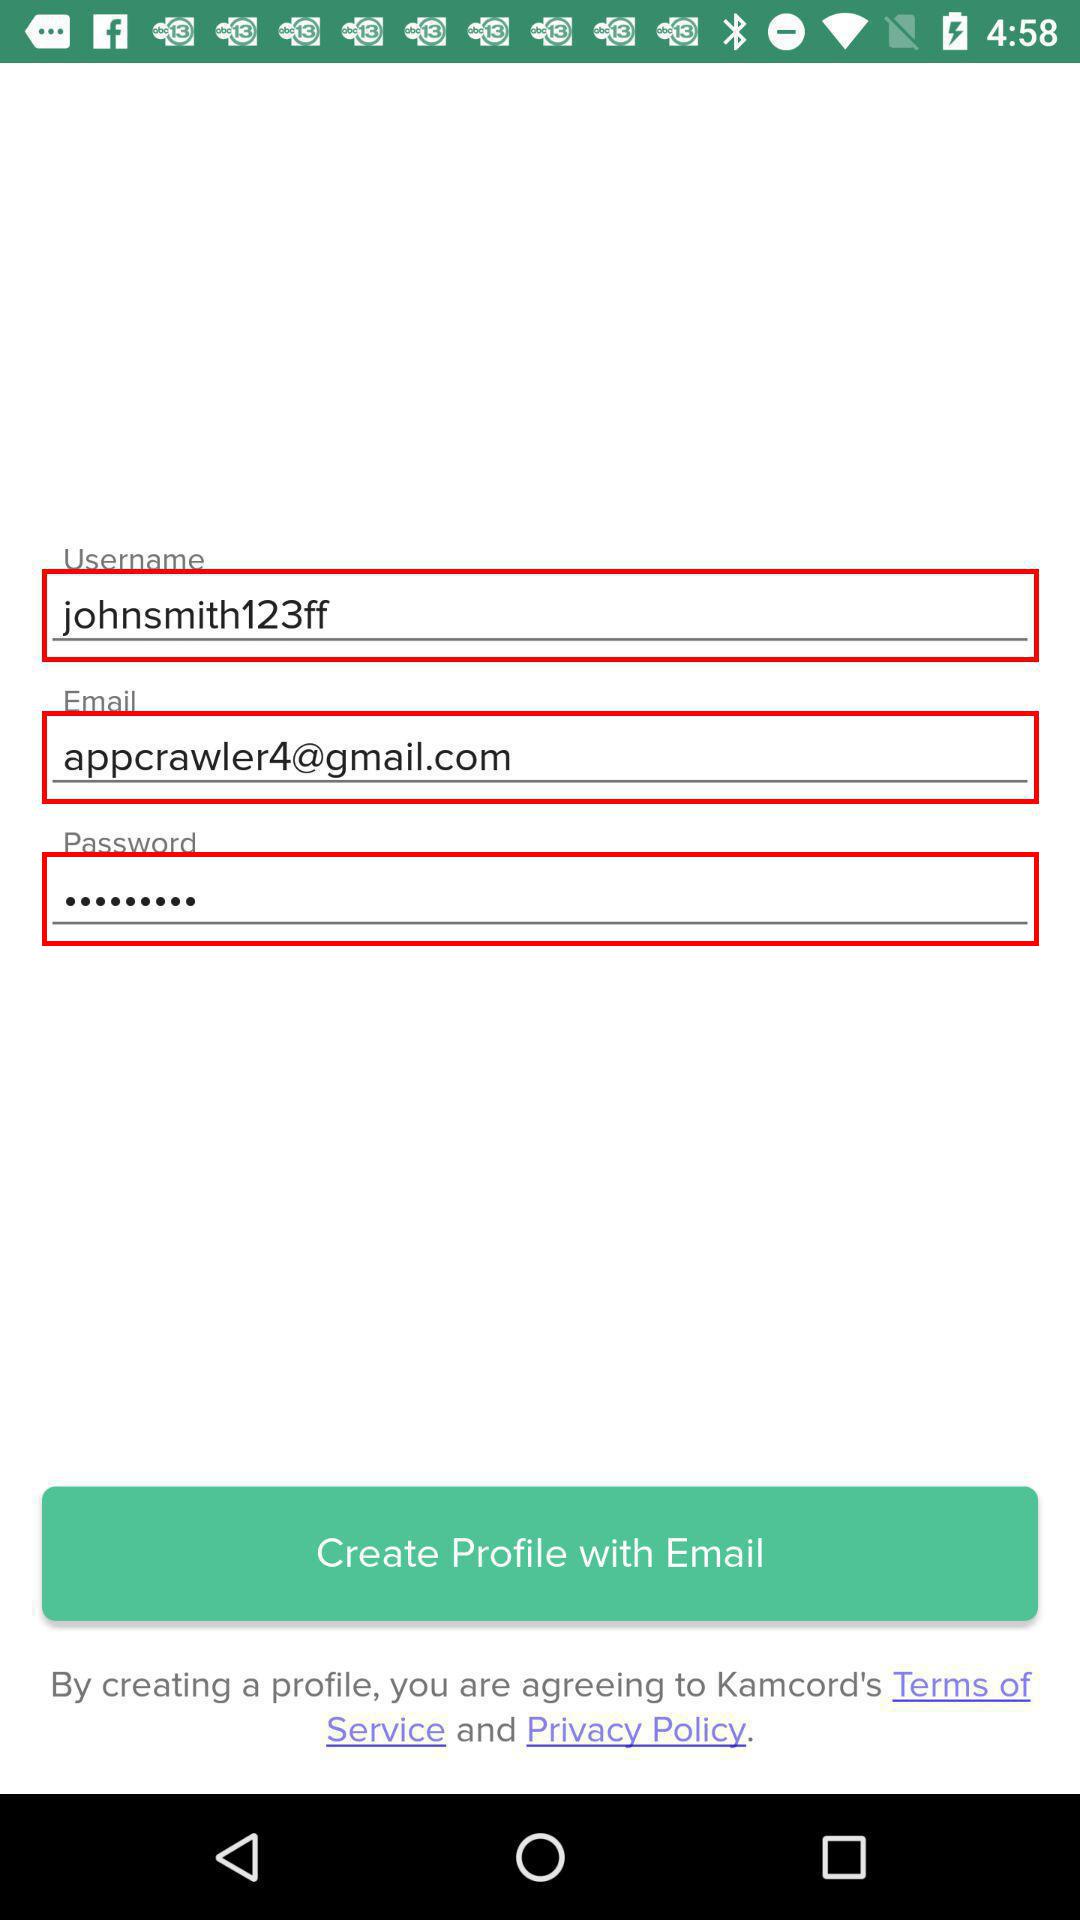 4:58
Username
johnsmith123ff
Email
appcrawler4@gmail.com
Password
•••••••••
Create Profile with Email
By creating a profile, you are agreeing to Kamcord's Terms of
Service and Privacy Policy.